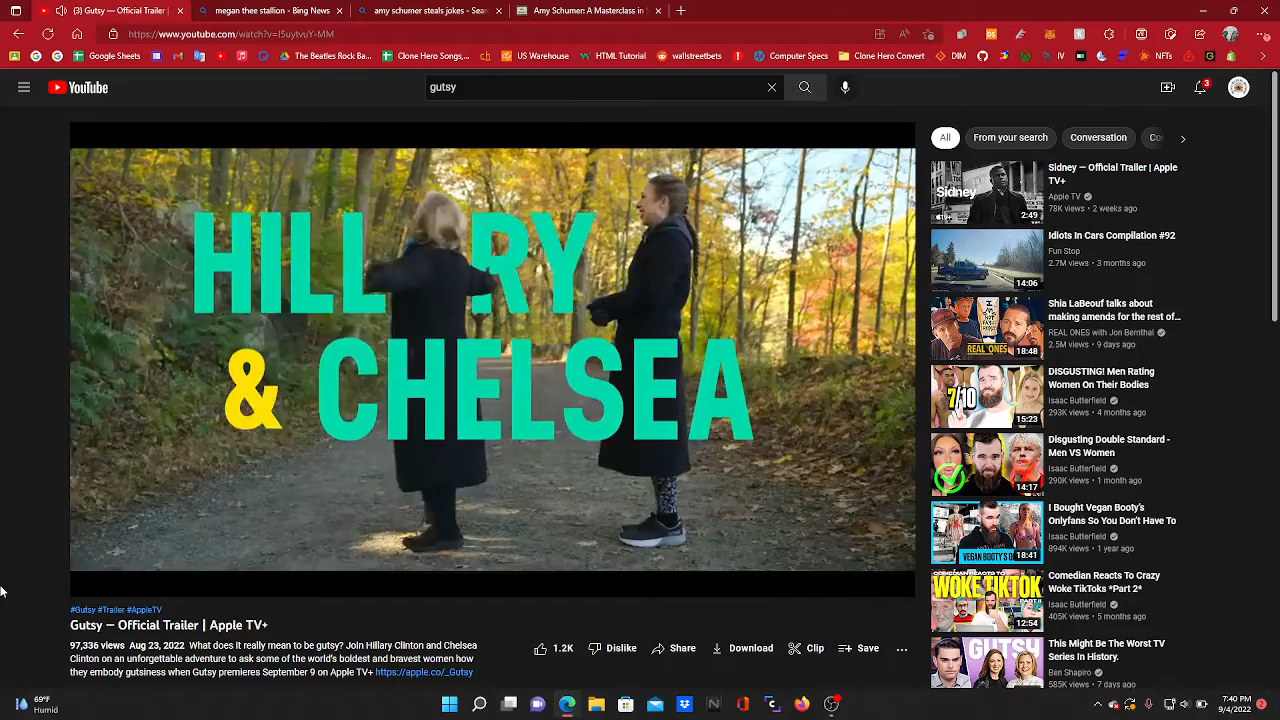 (3) Gutsy — Official Trailer |
megan thee stallion - Bing News
amy schumer steals jokes - Sear
Amy Schumer: A Masterclass in S
https://www.youtube.com/watch?v=I5uytvuY-MM
Google Sheets
The Beatles Rock Ba...
Clone Hero Songs,...
US Warehouse
HTML Tutorial
wallstreetbets
Computer Specs
Clone Hero Convert
DIM
IV
NFTs
YouTube
gutsy
3
HILL RY
& CHELSEA
All
From your search
Conversation
Sidney
2:49
Sidney — Official Trailer | Apple
TV+
Apple TV
78K views • 2 weeks ago
14:06
Idiots In Cars Compilation #92
Fun Stop
2.7M views • 3 months ago
REAL ONES
18:48
Shia LaBeouf talks about
making amends for the rest of...
REAL ONES with Jon Bernthal
2.5M views • 9 days ago
7/10
15:23
DISGUSTING! Men Rating
Women On Their Bodies
Isaac Butterfield
293K views • 4 months ago
14:17
Disgusting Double Standard -
Men VS Women
Isaac Butterfield
290K views • 1 month ago
VEGAN BOOTY'S
18:41
I Bought Vegan Booty's
Onlyfans So You Don't Have To
Isaac Butterfield
894K views • 1 year ago
COMEDIAN REACTS TO
WOKE TIKTOK
12:54
Comedian Reacts To Crazy
Woke TikToks *Part 2*
Isaac Butterfield
405K views • 5 months ago
GUTSY
This Might Be the Worst TV
Series In History.
Ben Shapiro
585K views • 7 days ago
#Gutsy #Trailer #AppleTV
Gutsy — Official Trailer | Apple TV+
97,336 views Aug 23, 2022 What does it really mean to be gutsy? Join Hillary Clinton and Chelsea
Clinton on an unforgettable adventure to ask some of the world's boldest and bravest women how
they embody gutsiness when Gutsy premieres September 9 on Apple TV+ https://apple.co/_Gutsy
1.2K
Dislike
Share
Download
Clip
Save
69°F
Humid
7:40 PM
9/4/2022
2